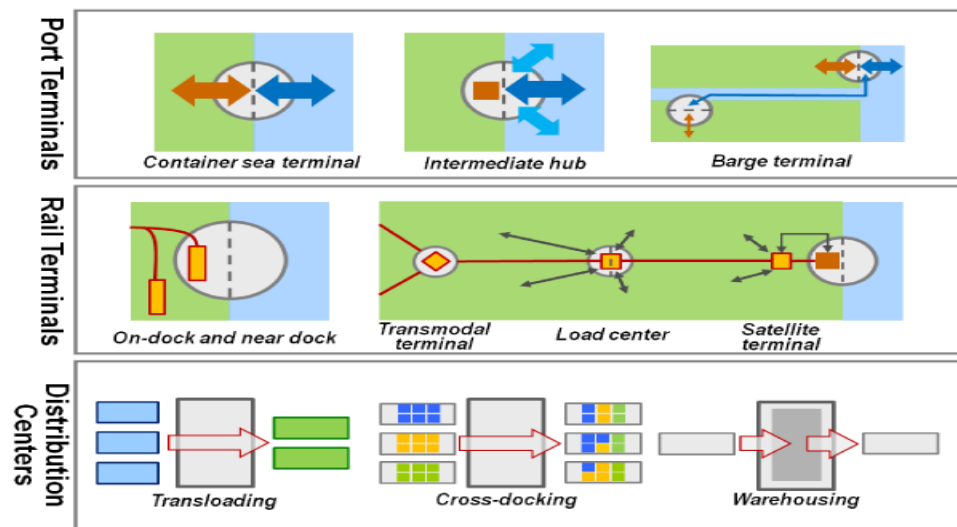 Port Terminals
Container sea terminal
Intermediate hub
Barge terminal
Rail Terminals
On-dock and near dock
Transmodal
terminal
Load center
Satellite
terminal
Distribution
Centers
Transloading
Cross-docking
Warehousing